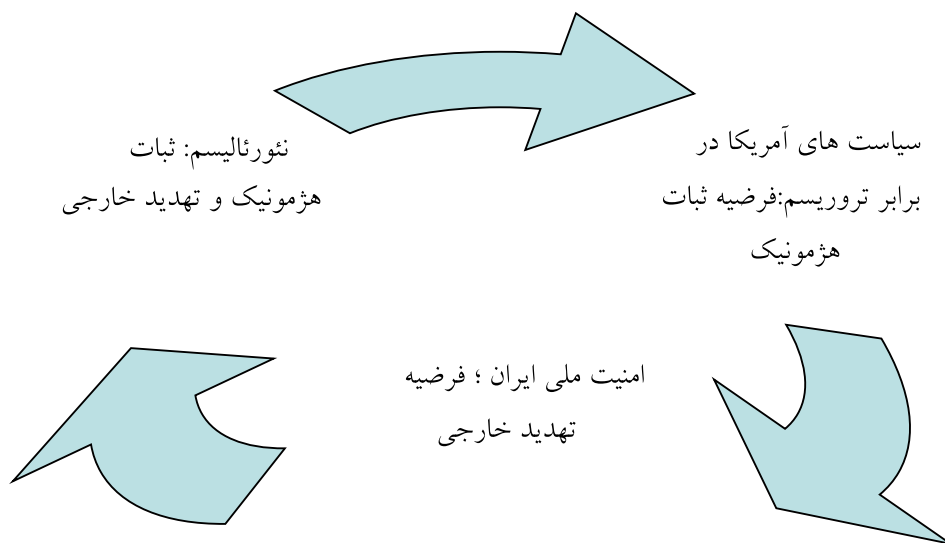 سیاست های آمریکا در
برابر تروریسم:فرضیه ثبات
هژمونیک
نئورئالیسم: ثبات
هژمونیک و تهدید خارجی
امنیت ملی ایران ؛ فرضیه
تهدید خارجی